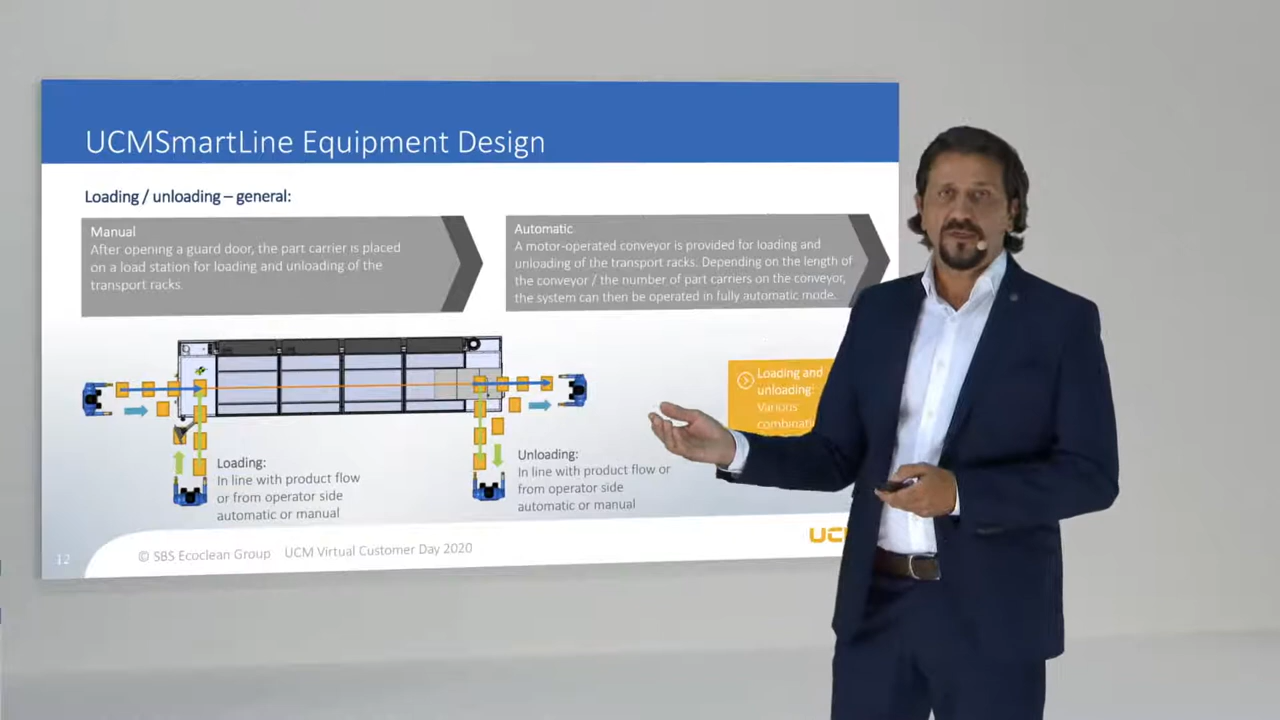 UCMSmartLine Equipment Design
Loading / unloading – general:
Manual
After opening a guard door, the part carrier is placed
on a load station for loading and unloading of the
transport racks.
Automatic
A motor-operated conveyor is provided for loading and
unloading of the transport racks. Depending on the length of
the conveyor / the number of part carriers on the conveyor,
the system can then be operated in fully automatic mode.
Loading and
unloading:
Various
Loading:
In line with product flow
or from operator side
automatic or manual
Unloading:
In line with product flow or
from operator side
automatic or manual
12
© SBS Ecoclean Group UCM Virtual Customer Day 2020